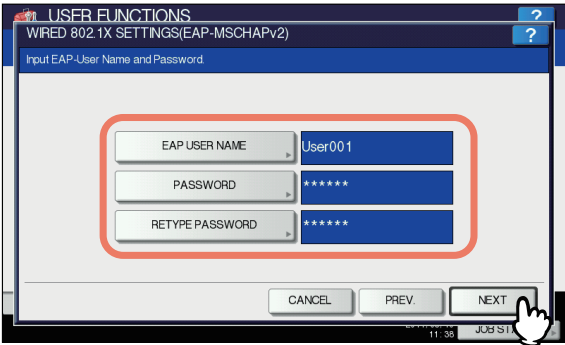 USER FUNCTIONS ?
WIRED 802.1X SETTINGS(EAP-MSCHAPv2) ?
Input EAP-User Name and Password.
EAP USER NAME User001
PASSWORD ******
RETYPE PASSWORD ******
CANCEL PREV. NEXT
11:38 JOB ST